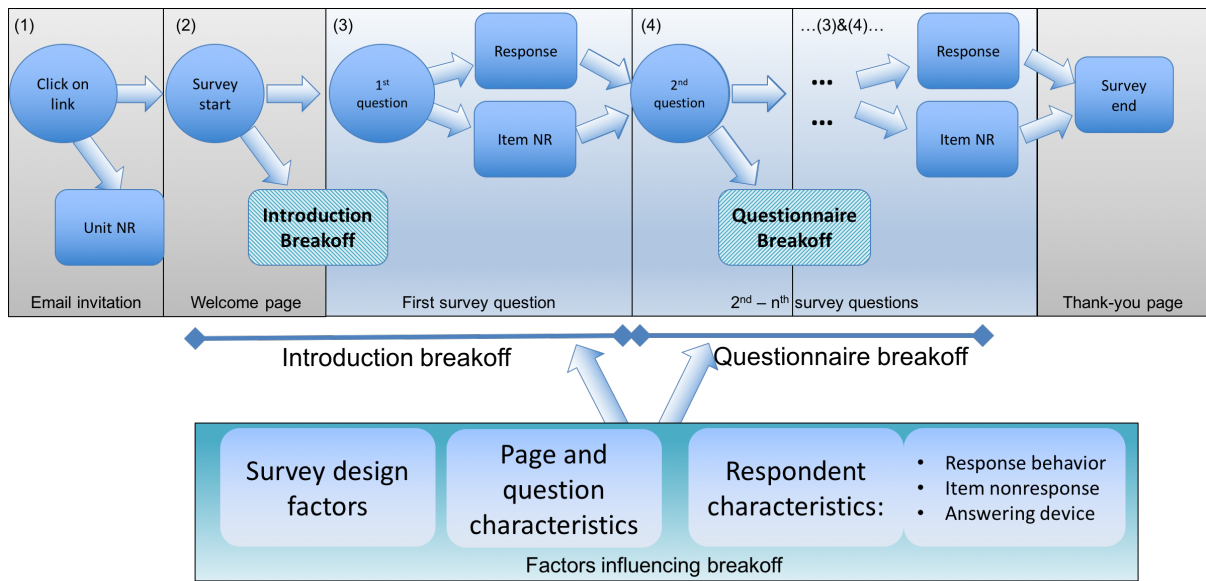 (1)
(2)
(3)
(4)
…(3)&(4)…
Click on
link
Survey
start
1st
question
Response
Item NR
2nd
question
...
...
Response
Item NR
Survey
end
Unit NR
Introduction
Breakoff
Questionnaire
Breakoff
Email invitation
Welcome page
First survey question
2nd – nth survey questions
Thank-you page
Introduction breakoff
Questionnaire breakoff
Survey design
factors
Page and
question
characteristics
Respondent
characteristics:
• Response behavior
• Item nonresponse
• Answering device
Factors influencing breakoff